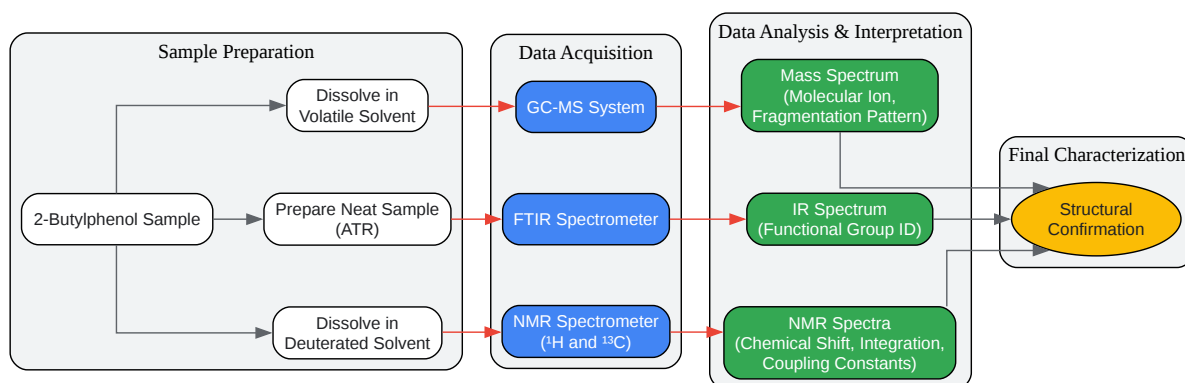 Sample Preparation
Dissolve in
Volatile Solvent
2-Butylphenol Sample
Prepare Neat Sample
(ATR)
Dissolve in
Deuterated Solvent
Data Acquisition
GC-MS System
FTIR Spectrometer
NMR Spectrometer
(¹H and ¹³C)
Data Analysis & Interpretation
Mass Spectrum
(Molecular Ion,
Fragmentation Pattern)
IR Spectrum
(Functional Group ID)
NMR Spectra
(Chemical Shift, Integration,
Coupling Constants)
Final Characterization
Structural
Confirmation